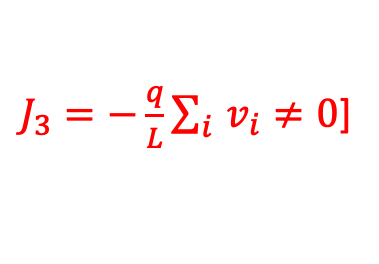 J₃ = − q/L ∑ᵢ vᵢ ≠ 0]